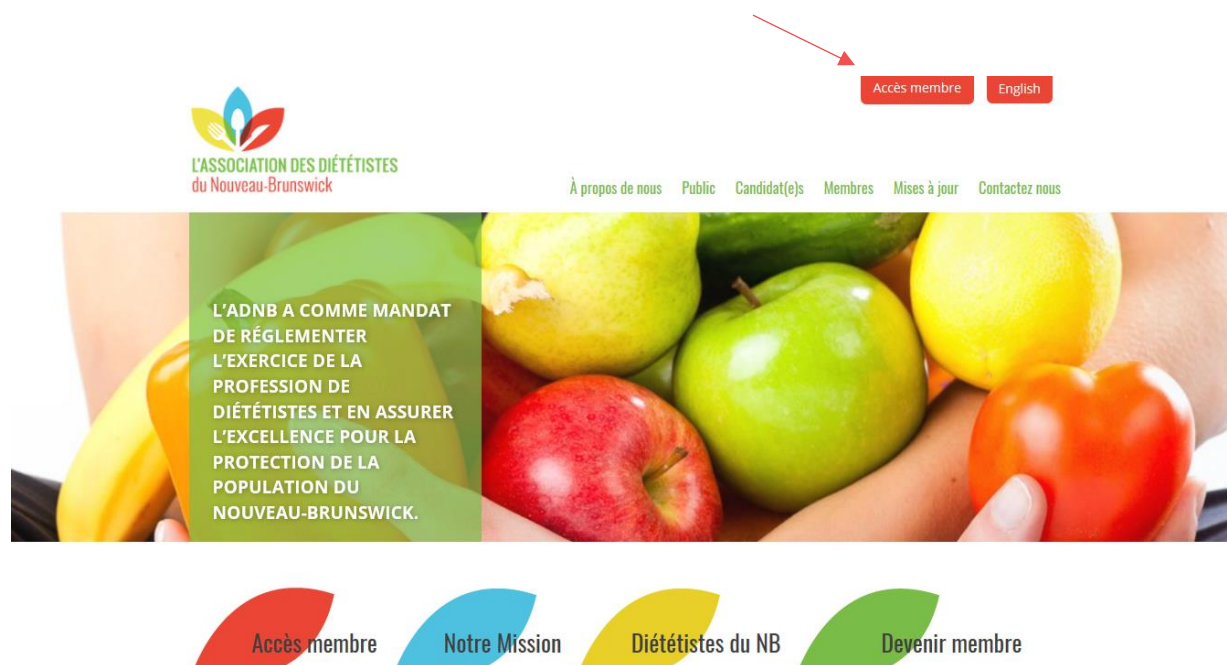 Accès membre
English
L'ASSOCIATION DES DIÉTÉTISTES
du Nouveau-Brunswick
À propos de nous
Public
Candidat(e)s
Membres
Mises à jour
Contactez nous
L'ADNB A COMME MANDAT
DE RÉGLEMENTER
L'EXERCICE DE LA
PROFESSION DE
DIÉTÉTISTES ET EN ASSURER
L'EXCELLENCE POUR LA
PROTECTION DE LA
POPULATION DU
NOUVEAU-BRUNSWICK.
Accès membre
Notre Mission
Diététistes du NB
Devenir membre